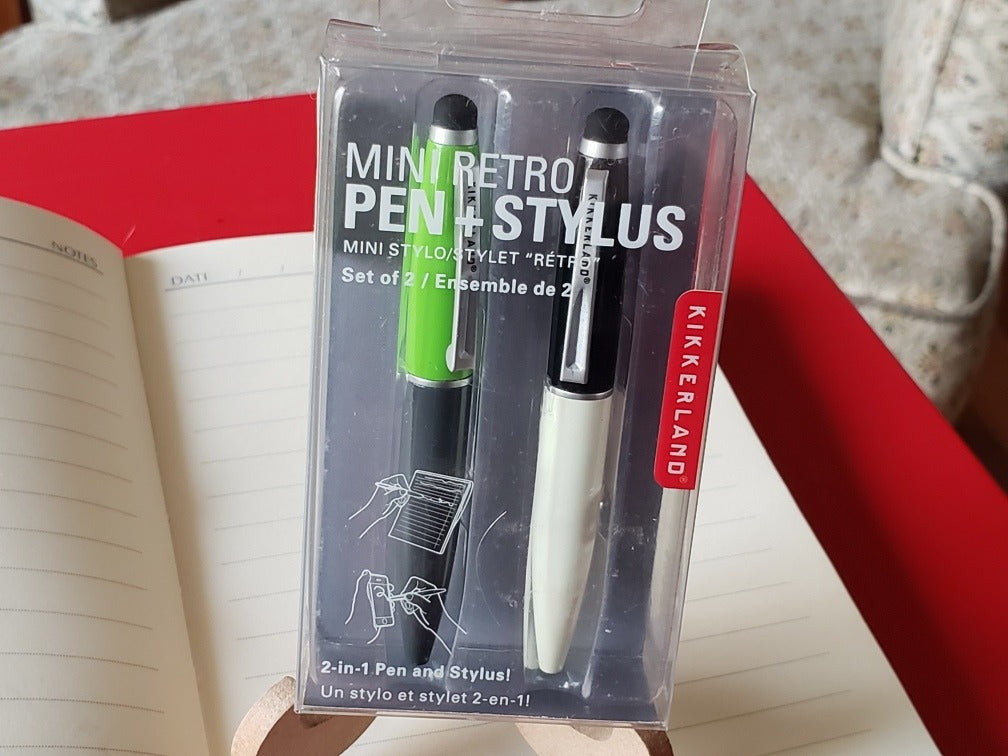 NOTES
DATE / /
MINI RETRO
PEN + STYLUS
MINI STYLO/STYLET "RÉTRO"
Set of 2 / Ensemble de 2
KIKKERLAND®
KIKKERLAND®
2-in-1 Pen and Stylus!
Un stylo et stylet 2-en-1!